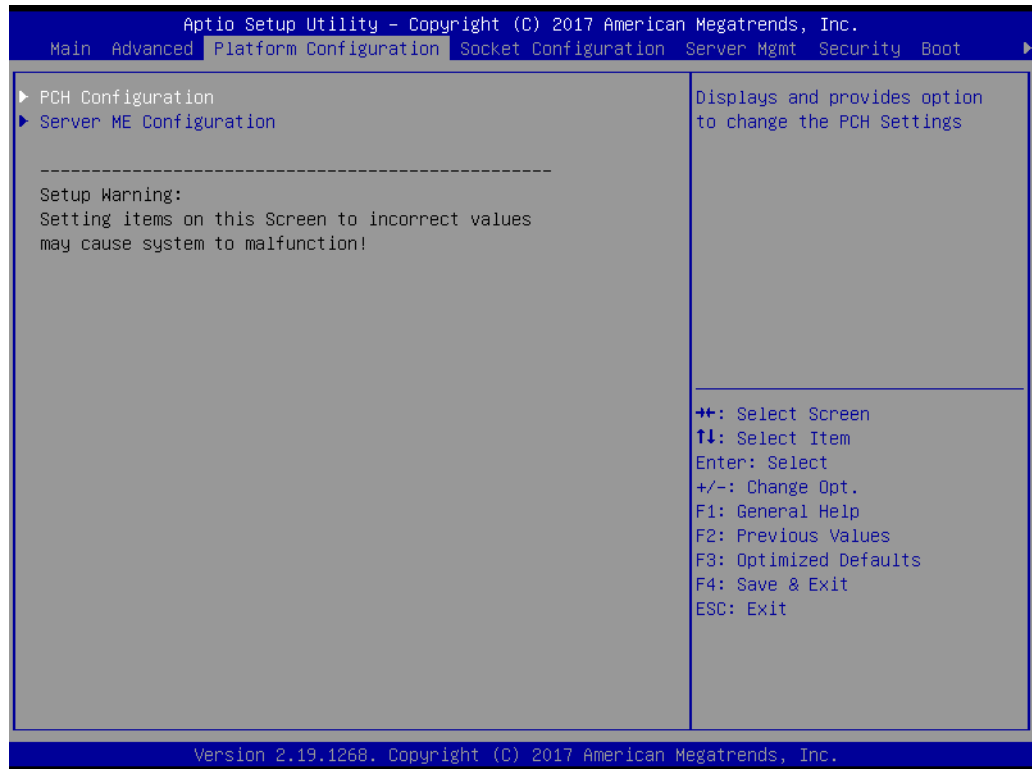 Aptio Setup Utility – Copyright (C) 2017 American Megatrends, Inc.
Main Advanced Platform Configuration Socket Configuration Server Mgmt Security Boot ▶
▶ PCH Configuration
▶ Server ME Configuration
--------------------------------------------------
Setup Warning:
Setting items on this Screen to incorrect values
may cause system to malfunction!
Displays and provides option
to change the PCH Settings
→←: Select Screen
↑↓: Select Item
Enter: Select
+/-: Change Opt.
F1: General Help
F2: Previous Values
F3: Optimized Defaults
F4: Save & Exit
ESC: Exit
Version 2.19.1268. Copyright (C) 2017 American Megatrends, Inc.